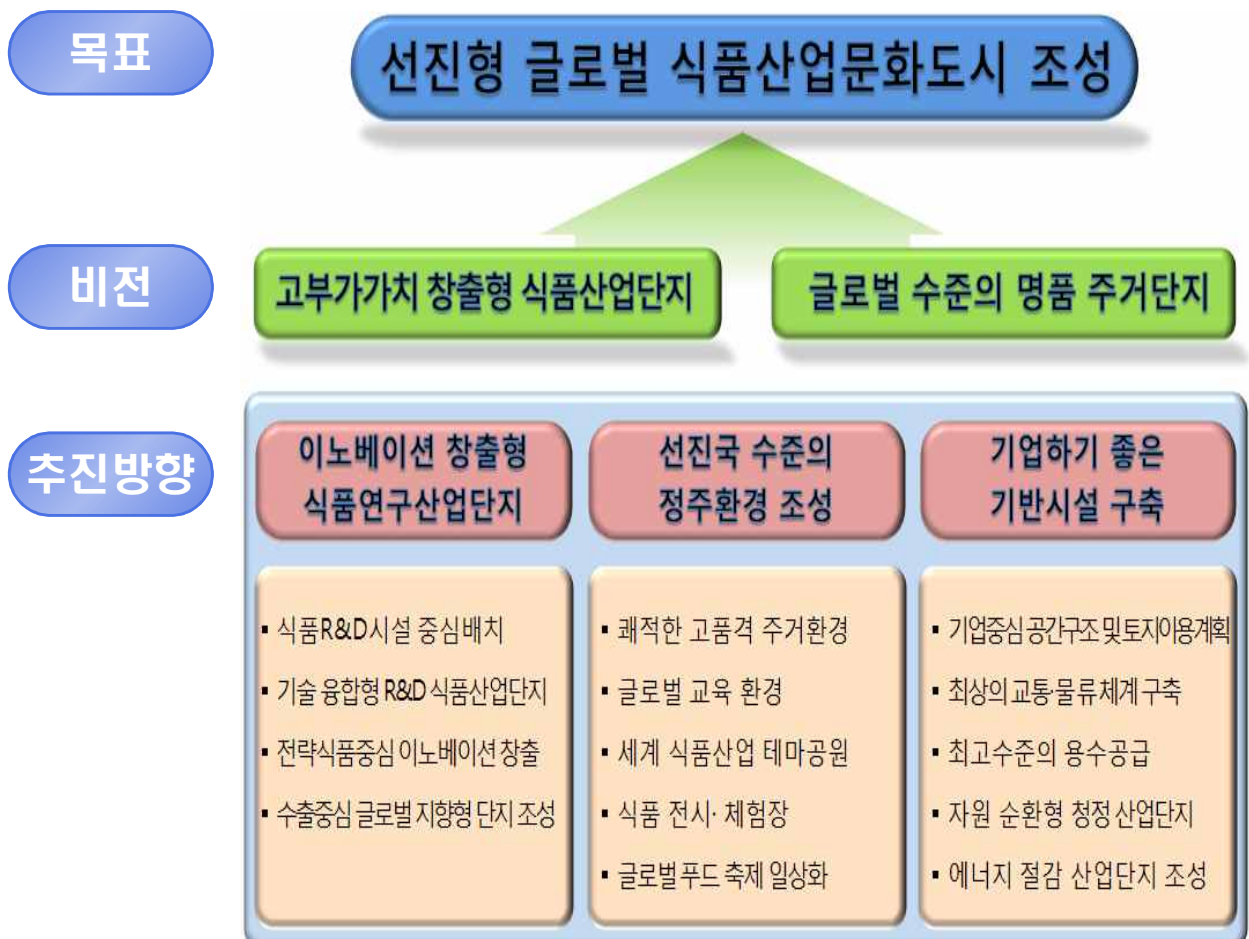 목표
선진형 글로벌 식품산업문화도시 조성
비전
고부가가치 창출형 식품산업단지
글로벌 수준의 명품 주거단지
추진방향
이노베이션 창출형
식품연구산업단지
▪ 식품R&D시설 중심배치
▪ 기술 융합형 R&D 식품산업단지
▪ 전략식품중심 이노베이션 창출
▪ 수출중심 글로벌 지향형 단지 조성
선진국 수준의
정주환경 조성
▪ 쾌적한 고품격 주거환경
▪ 글로벌 교육 환경
▪ 세계 식품산업 테마공원
▪ 식품 전시· 체험장
▪ 글로벌 푸드 축제 일상화
기업하기 좋은
기반시설 구축
▪ 기업중심 공간구조 및 토지이용계획
▪ 최상의 교통·물류 체계 구축
▪ 최고수준의 용수공급
▪ 자원 순환형 청정 산업단지
▪ 에너지 절감 산업단지 조성